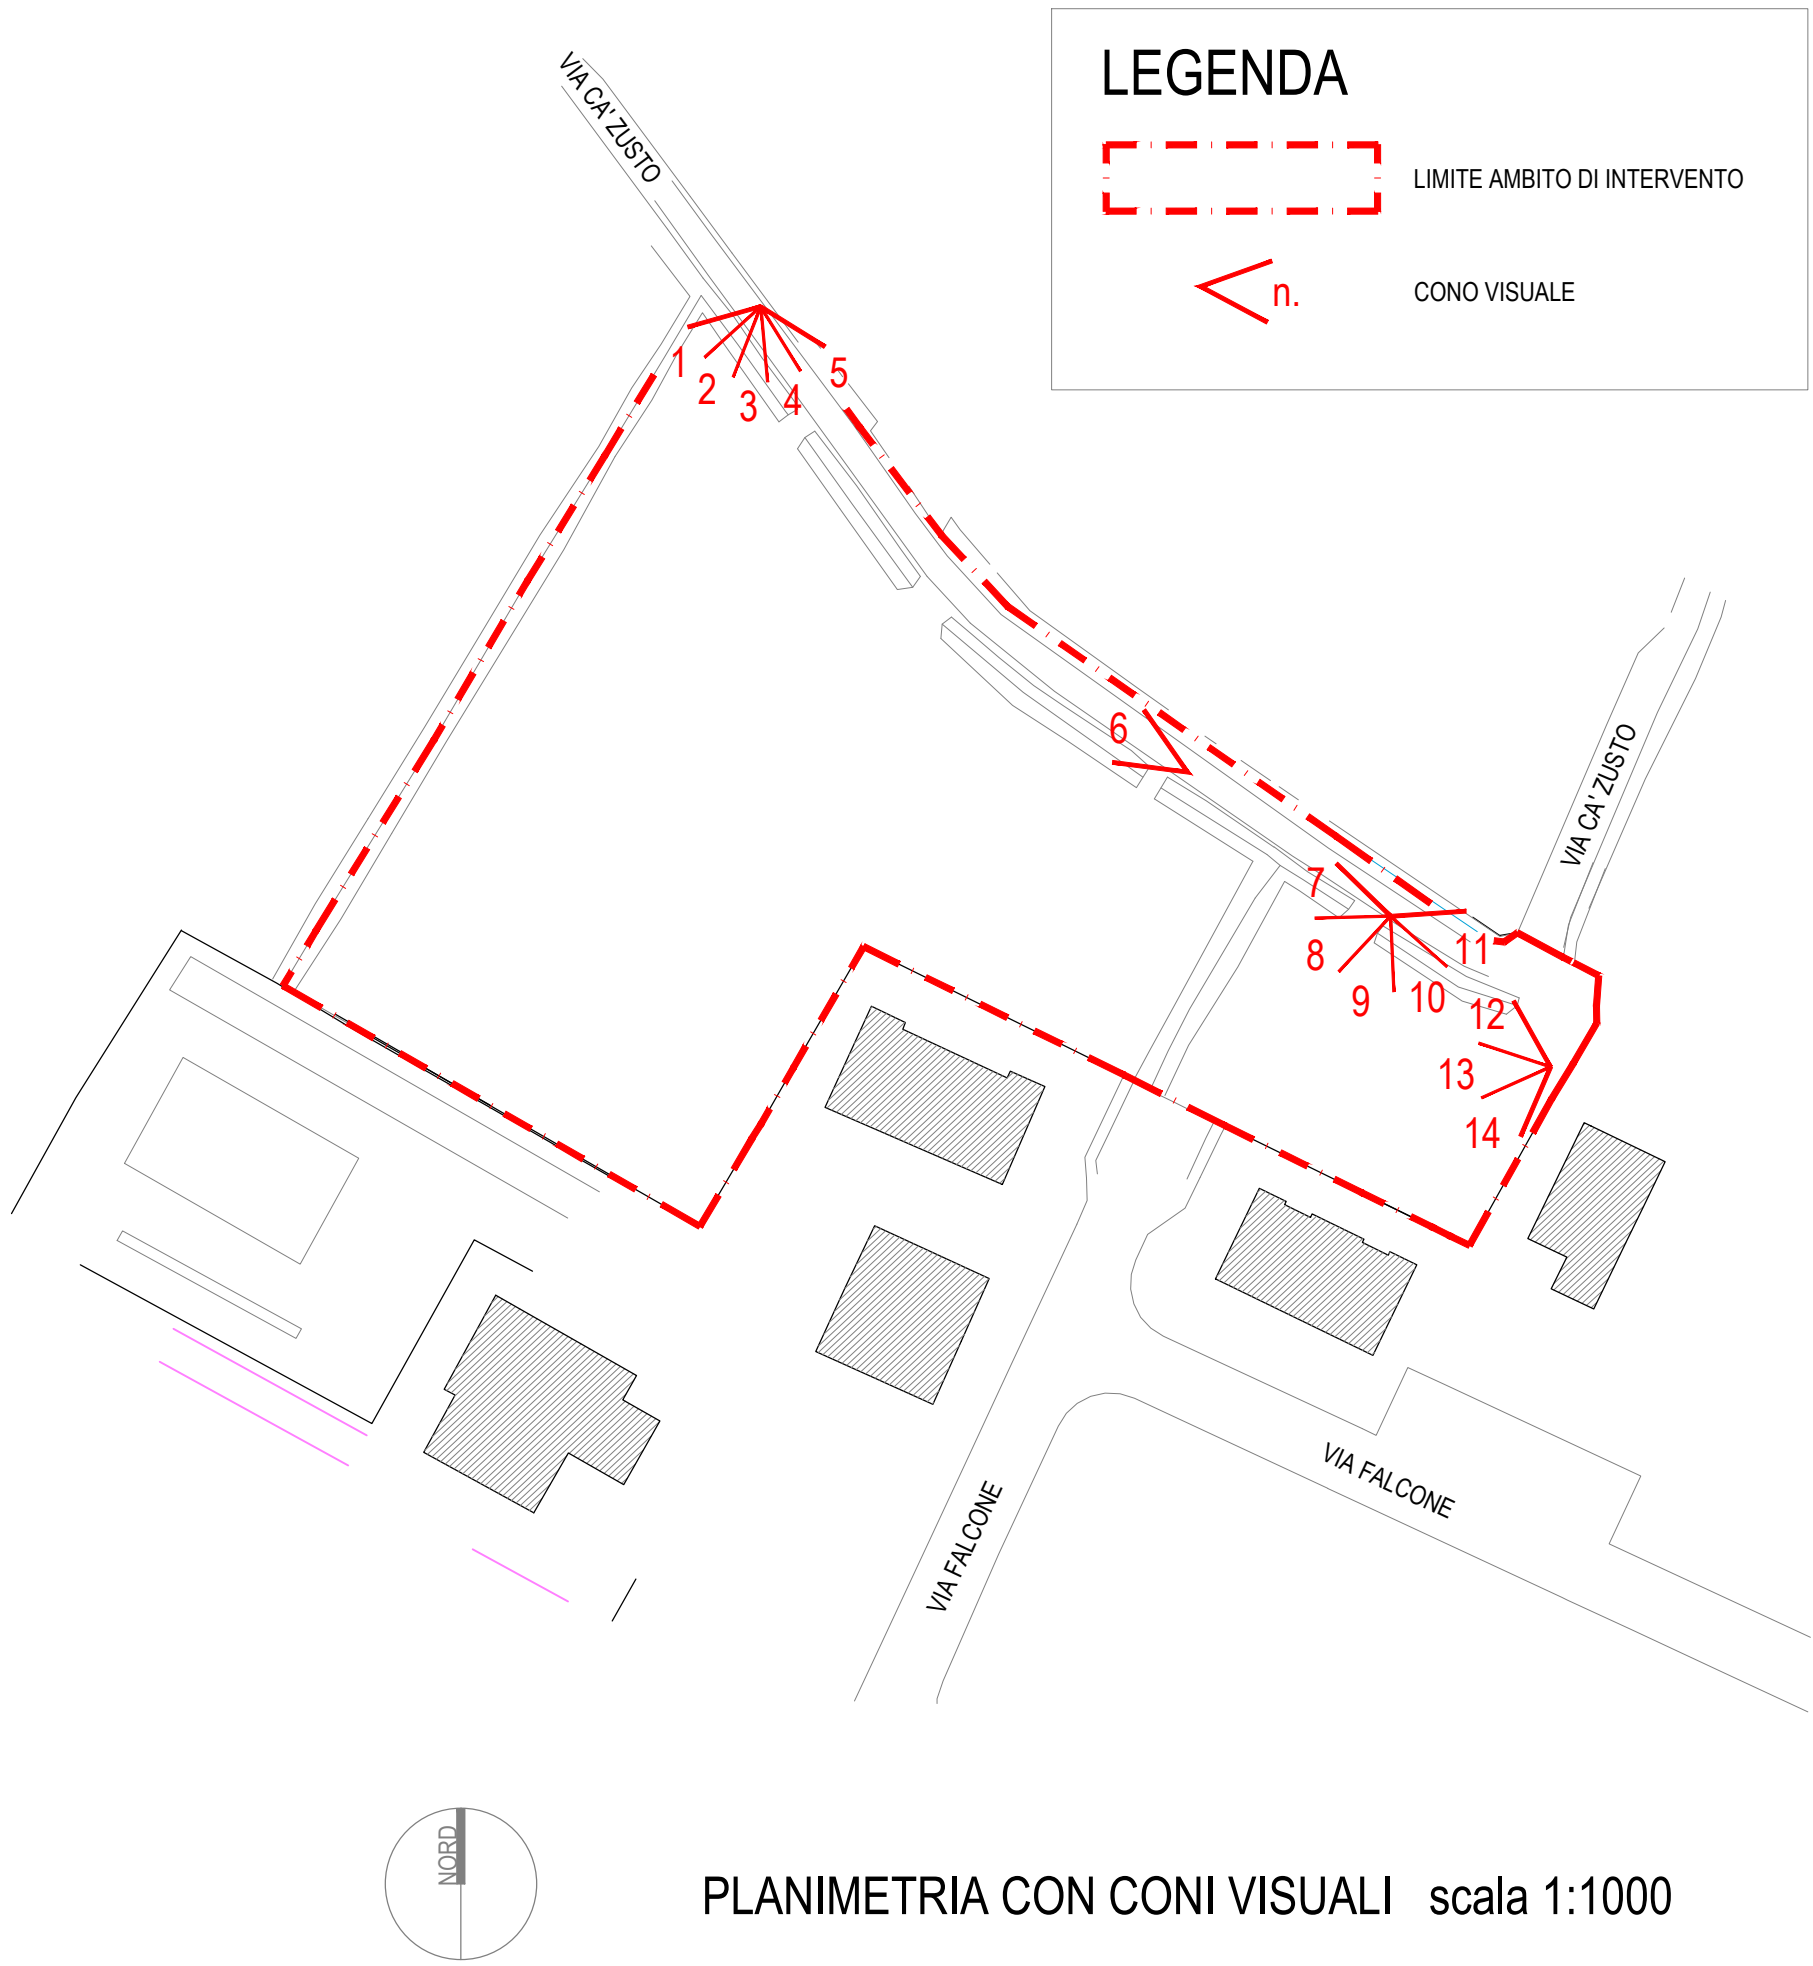 LEGENDA
LIMITE AMBITO DI INTERVENTO
n.
CONO VISUALE
VIA CA' ZUSTO
1
2
3
4
5
6
VIA CA' ZUSTO
7
8
9
10
11
12
13
14
VIA FALCONE
VIA FALCONE
NORD
PLANIMETRIA CON CONI VISUALI scala 1:1000